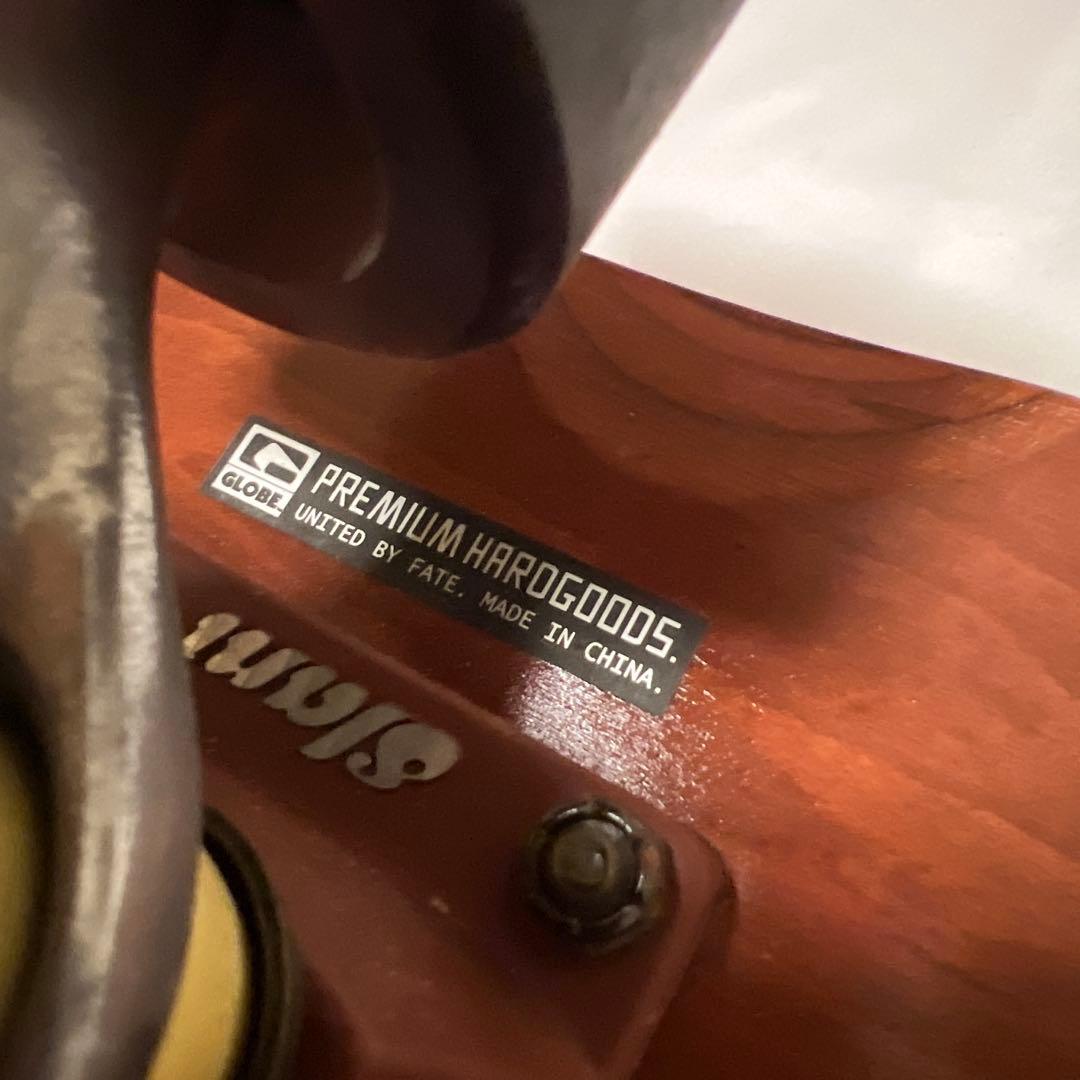 GLOBE.
PREMIUM HARDGOODS.
UNITED BY FATE. MADE IN CHINA.
Slant